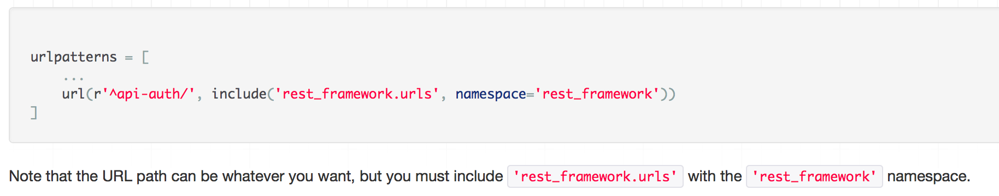 urlpatterns = [
    ...
    url(r'^api-auth/', include('rest_framework.urls', namespace='rest_framework'))
]
Note that the URL path can be whatever you want, but you must include 'rest_framework.urls' with the 'rest_framework' namespace.